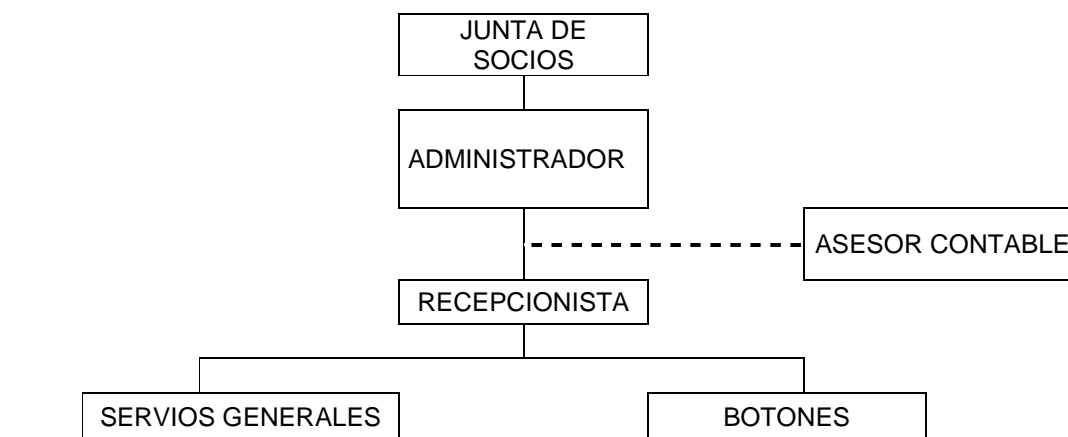 JUNTA DE
SOCIOS
ADMINISTRADOR
ASESOR CONTABLE
RECEPCIONISTA
SERVIOS GENERALES
BOTONES